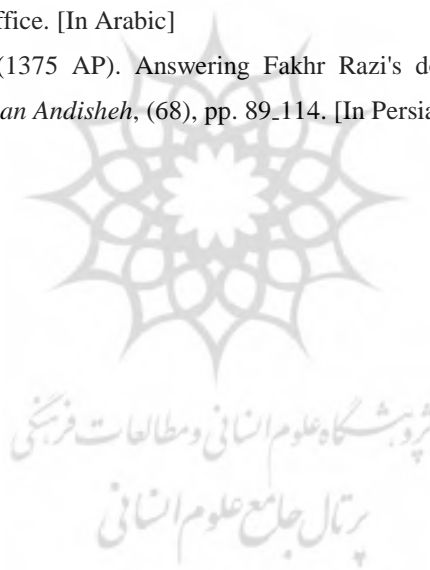 ffice. [In Arabic]
(1375 AP). Answering Fakhr Razi's d
an Andisheh, (68), pp. 89_114. [In Persia
پژوهشگاه علوم انسانی و مطالعات فرهنگی
پرتال جامع علوم انسانی